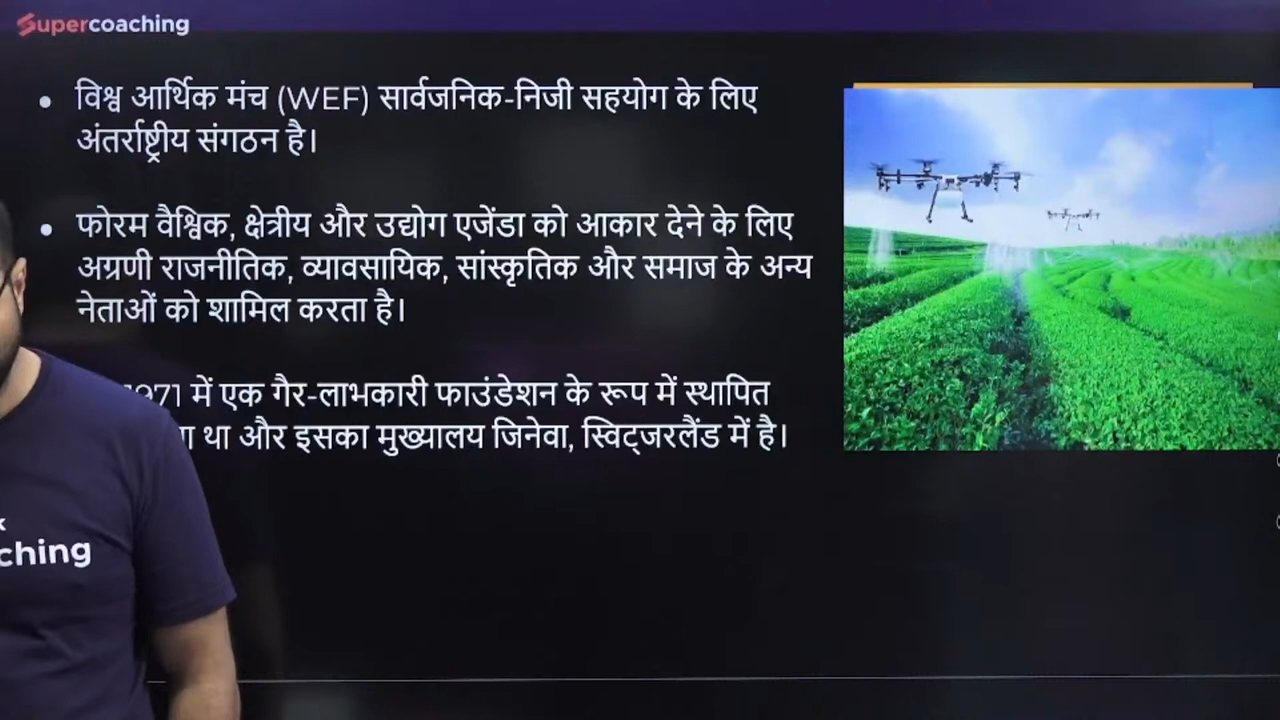 Supercoaching
विश्व आर्थिक मंच (WEF) सार्वजनिक-निजी सहयोग के लिए
अंतर्राष्ट्रीय संगठन है।
फोरम वैश्विक, क्षेत्रीय और उद्योग एजेंडा को आकार देने के लिए
अग्रणी राजनीतिक, व्यावसायिक, सांस्कृतिक और समाज के अन्य
नेताओं को शामिल करता है।
में एक गैर-लाभकारी फाउंडेशन के रूप में स्थापित
था और इसका मुख्यालय जिनेवा, स्विट्जरलैंड में है।